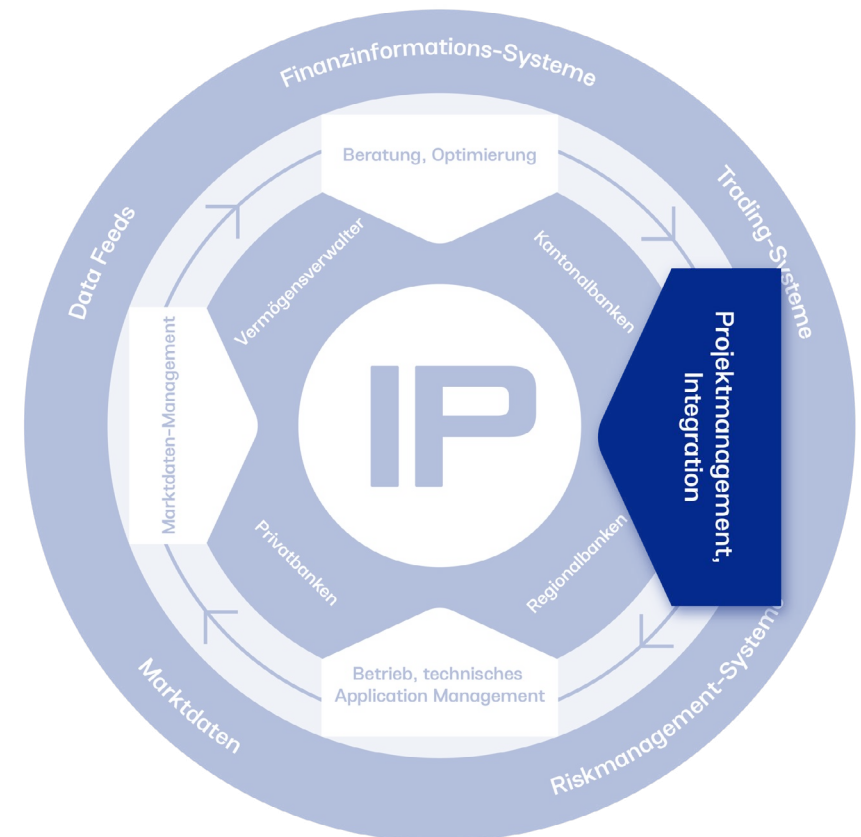 Finanzinformations-Systeme
Trading-Systeme
Data Feeds
Beratung, Optimierung
Vermögensverwalter
Kantonalbanken
Marktdaten-Management
IP
Projektmanagement,
Integration
Privatbanken
Regionalbanken
Betrieb, technisches
Application Management
Marktdaten
Riskmanagement-Systeme